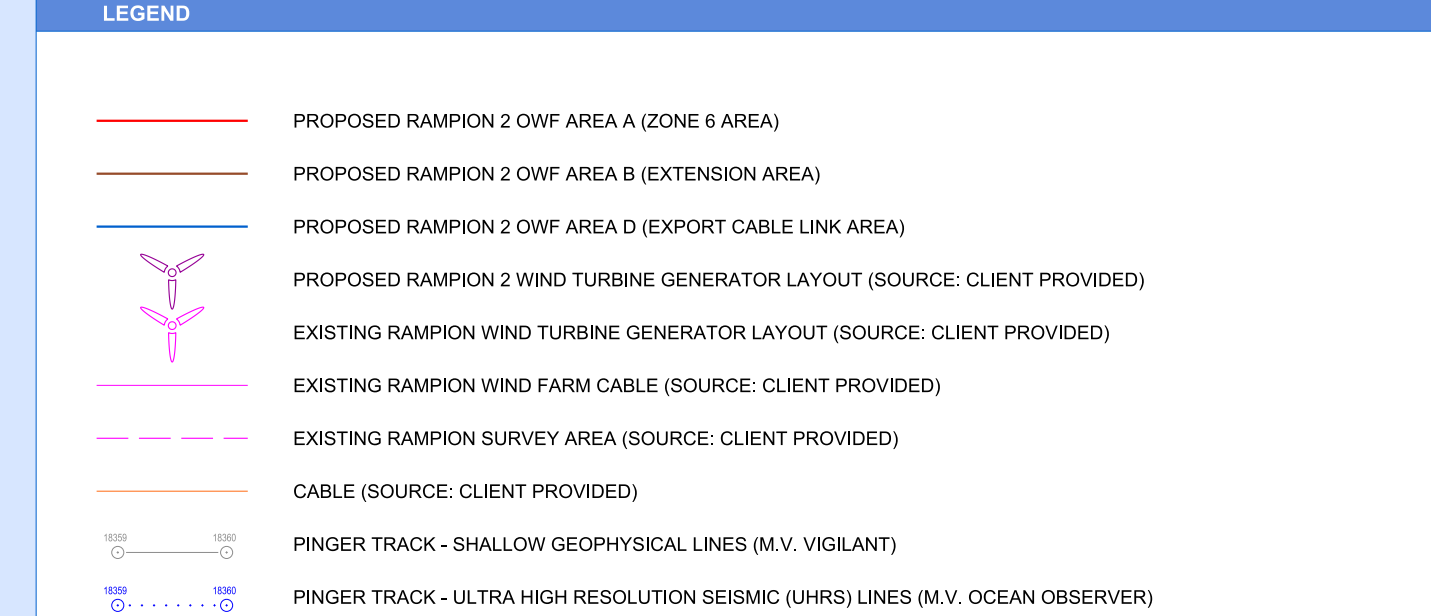 LEGEND
PROPOSED RAMPION 2 OWF AREA A (ZONE 6 AREA)
PROPOSED RAMPION 2 OWF AREA B (EXTENSION AREA)
PROPOSED RAMPION 2 OWF AREA D (EXPORT CABLE LINK AREA)
PROPOSED RAMPION 2 WIND TURBINE GENERATOR LAYOUT (SOURCE: CLIENT PROVIDED)
EXISTING RAMPION WIND TURBINE GENERATOR LAYOUT (SOURCE: CLIENT PROVIDED)
EXISTING RAMPION WIND FARM CABLE (SOURCE: CLIENT PROVIDED)
EXISTING RAMPION SURVEY AREA (SOURCE: CLIENT PROVIDED)
CABLE (SOURCE: CLIENT PROVIDED)
18359 18360 PINGER TRACK - SHALLOW GEOPHYSICAL LINES (M.V. VIGILANT)
18359 18360 PINGER TRACK - ULTRA HIGH RESOLUTION SEISMIC (UHRS) LINES (M.V. OCEAN OBSERVER)